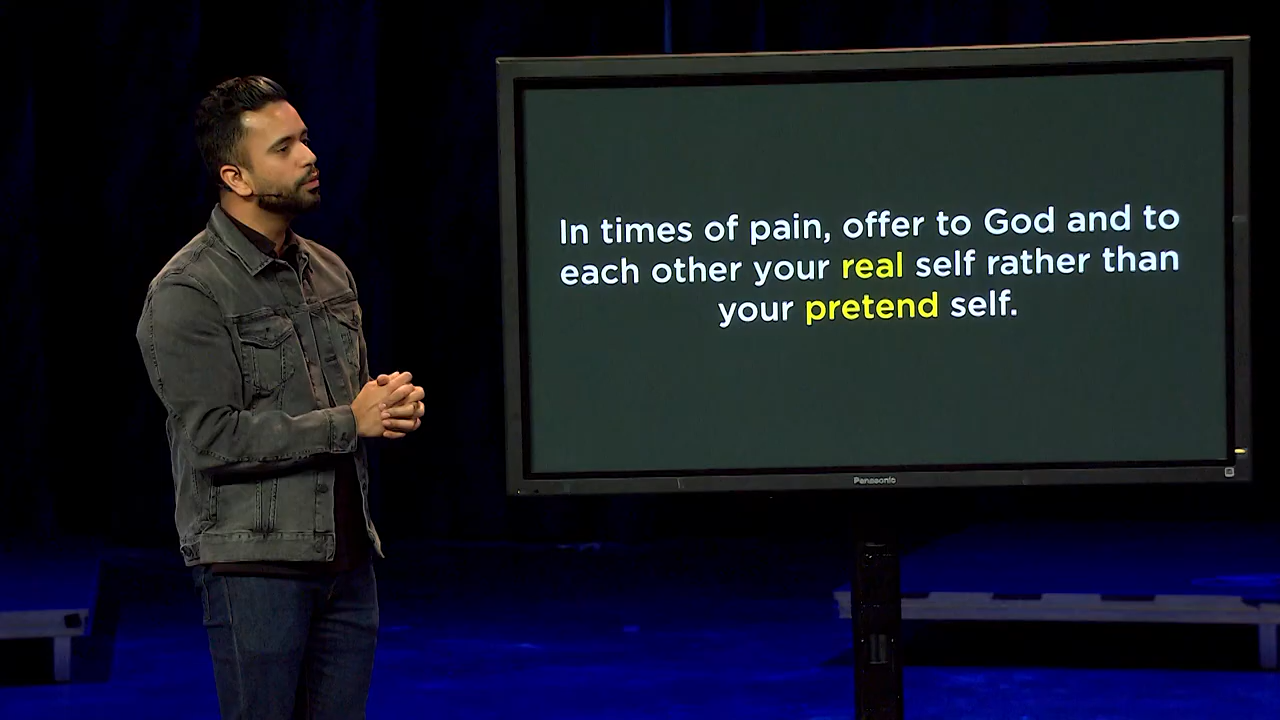 In times of pain, offer to God and to
each other your real self rather than
your pretend self.
Panasonic